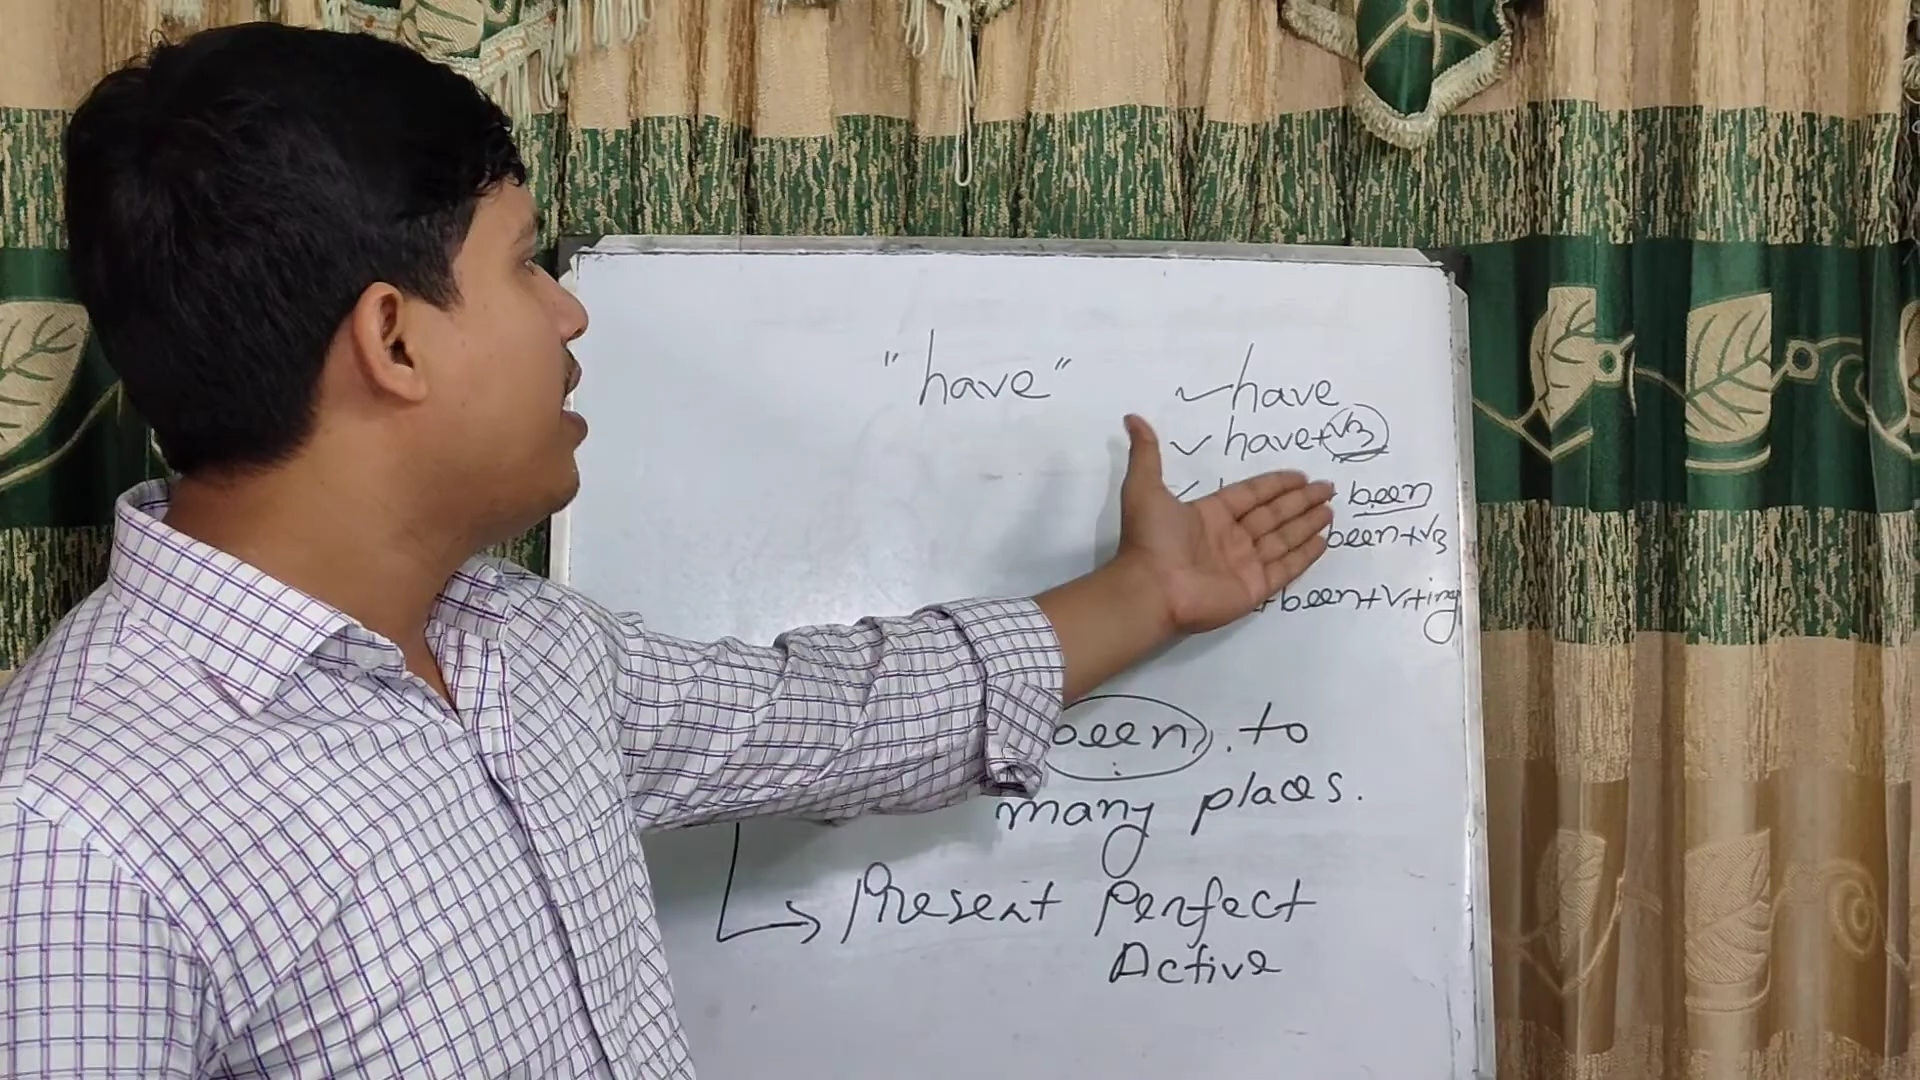 "have"
have
have+V3
been
been+V3
+been+V+ing
been. to
many places.
Present Perfect
Active